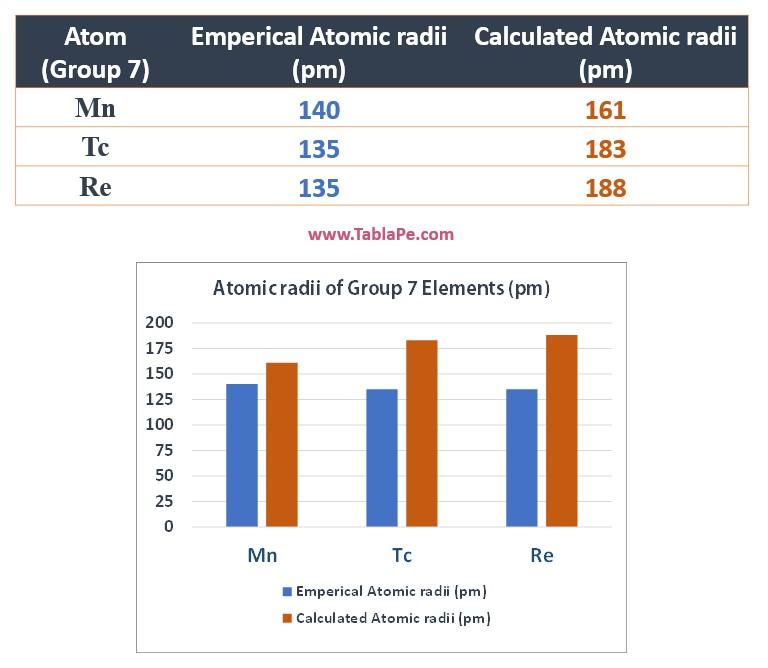 Atom
(Group 7)
Emperical Atomic radii
(pm)
Calculated Atomic radii
(pm)
Mn 140 161
Tc 135 183
Re 135 188
www.TablaPe.com
Atomic radii of Group 7 Elements (pm)
200
175
150
125
100
75
50
25
0
Mn Tc Re
Emperical Atomic radii (pm)
Calculated Atomic radii (pm)